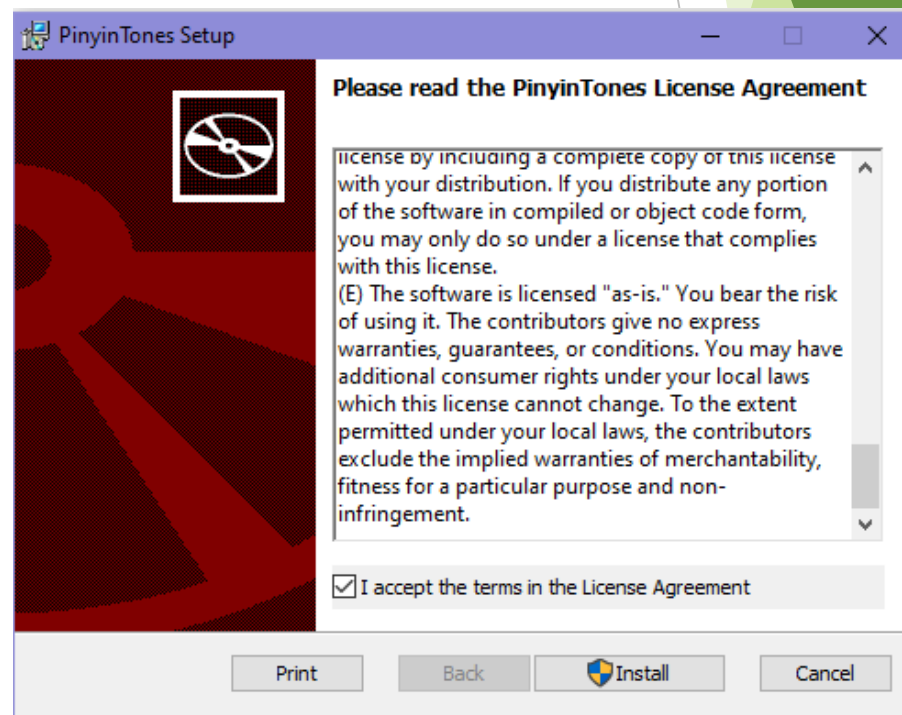 PinyinTones Setup
Please read the PinyinTones License Agreement
license by including a complete copy of this license
with your distribution. If you distribute any portion
of the software in compiled or object code form,
you may only do so under a license that complies
with this license.
(E) The software is licensed "as-is." You bear the risk
of using it. The contributors give no express
warranties, guarantees, or conditions. You may have
additional consumer rights under your local laws
which this license cannot change. To the extent
permitted under your local laws, the contributors
exclude the implied warranties of merchantability,
fitness for a particular purpose and non-
infringement.
I accept the terms in the License Agreement
Print Back Install Cancel